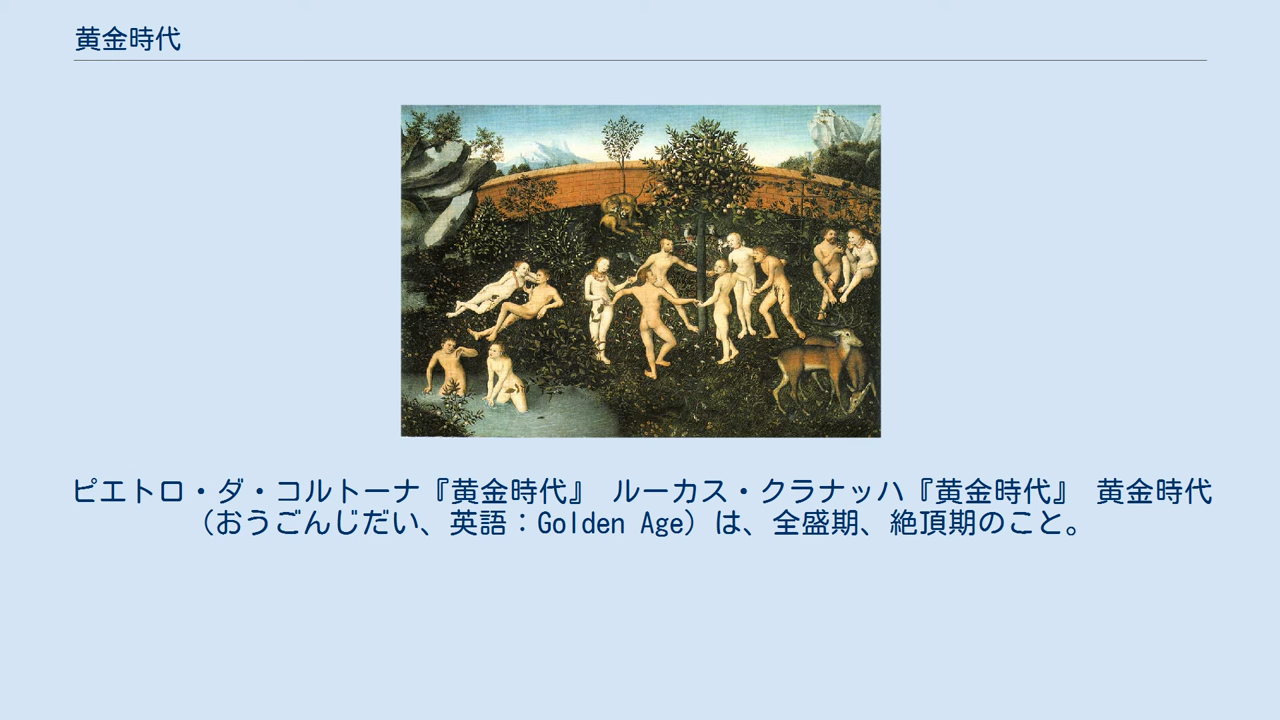 黄金時代
ピエトロ・ダ・コルトーナ『黄金時代』 ルーカス・クラナッハ『黄金時代』 黄金時代
（おうごんじだい、英語：Golden Age）は、全盛期、絶頂期のこと。